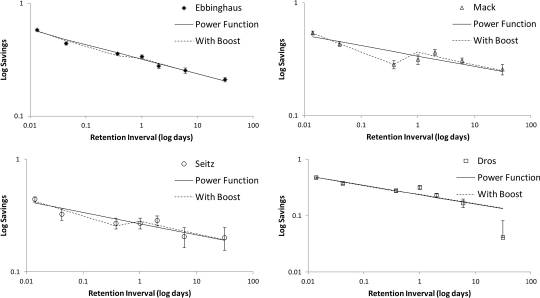 1
Ebbinghaus
Power Function
With Boost
Log Savings
0.1
0.01 0.1 1 10 100
Retention Inverval (log days)
1
Mack
Power Function
With Boost
Log Savings
0.1
0.01 0.1 1 10 100
Retention Inverval (log days)
1
Seitz
Power Function
With Boost
Log Savings
0.1
0.01 0.1 1 10 100
Retention Inverval (log days)
1
Dros
Power Function
With Boost
Log Savings
0.1
0.01
0.01 0.1 1 10 100
Retention Inverval (log days)